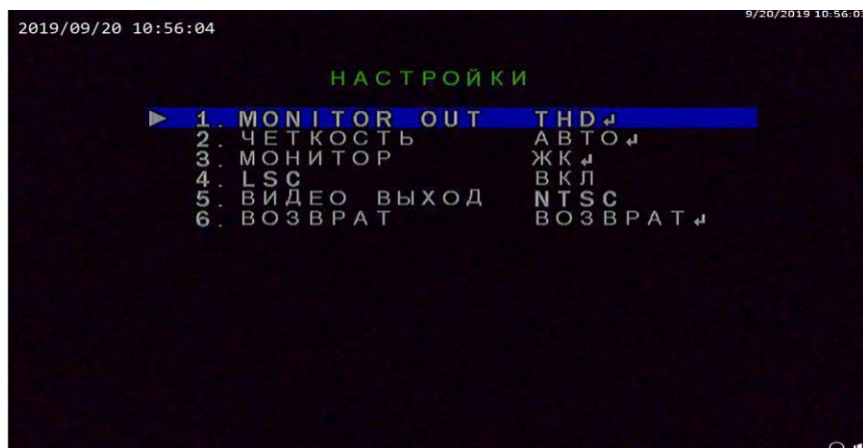 9/20/2019 10:56:03
2019/09/20 10:56:04
НАСТРОЙКИ
1. MONITOR OUT THD↲
2. ЧЕТКОСТЬ АВТО↲
3. МОНИТОР ЖК↲
4. LSC ВКЛ
5. ВИДЕО ВЫХОД NTSC
6. ВОЗВРАТ ВОЗВРАТ↲